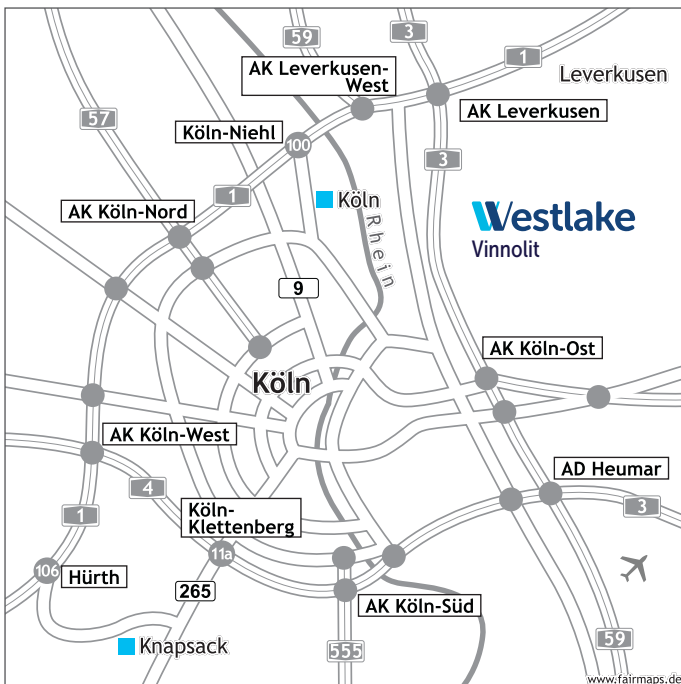 59
3
1
AK Leverkusen-
West
Leverkusen
57
AK Leverkusen
Köln-Niehl
100
3
1
Köln
AK Köln-Nord
Rhein
Westlake
Vinnolit
9
AK Köln-Ost
Köln
AK Köln-West
AD Heumar
4
Köln-
Klettenberg
3
1
11a
106
Hürth
265
AK Köln-Süd
Knapsack
59
555
www.fairmaps.de